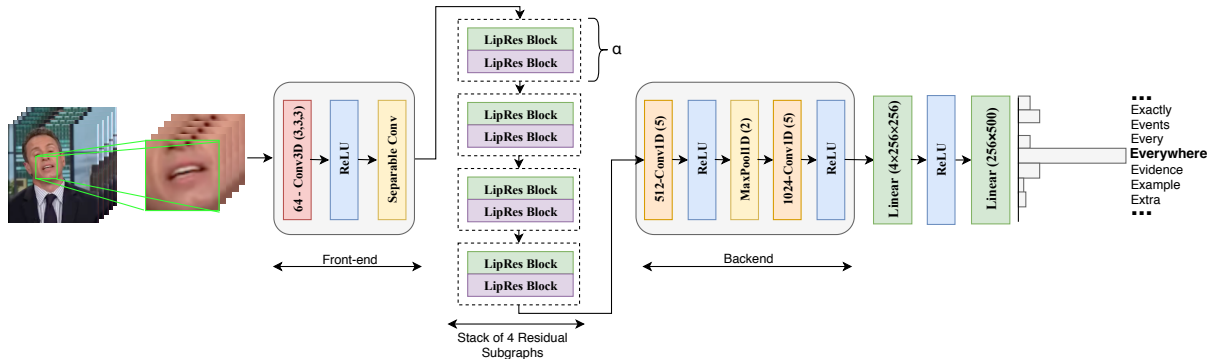 64 - Conv3D (3.3,3)
ReLU
Separable Conv
Front-end
LipRes Block
LipRes Block
α
LipRes Block
LipRes Block
LipRes Block
LipRes Block
LipRes Block
LipRes Block
Stack of 4 Residual
Subgraphs
512-Conv1D (5)
ReLU
MaxPool1D (2)
1024-Conv1D (5)
ReLU
Backend
Linear (4×256×256)
ReLU
Linear (256×500)
...
Exactly
Events
Every
Everywhere
Evidence
Example
Extra
...